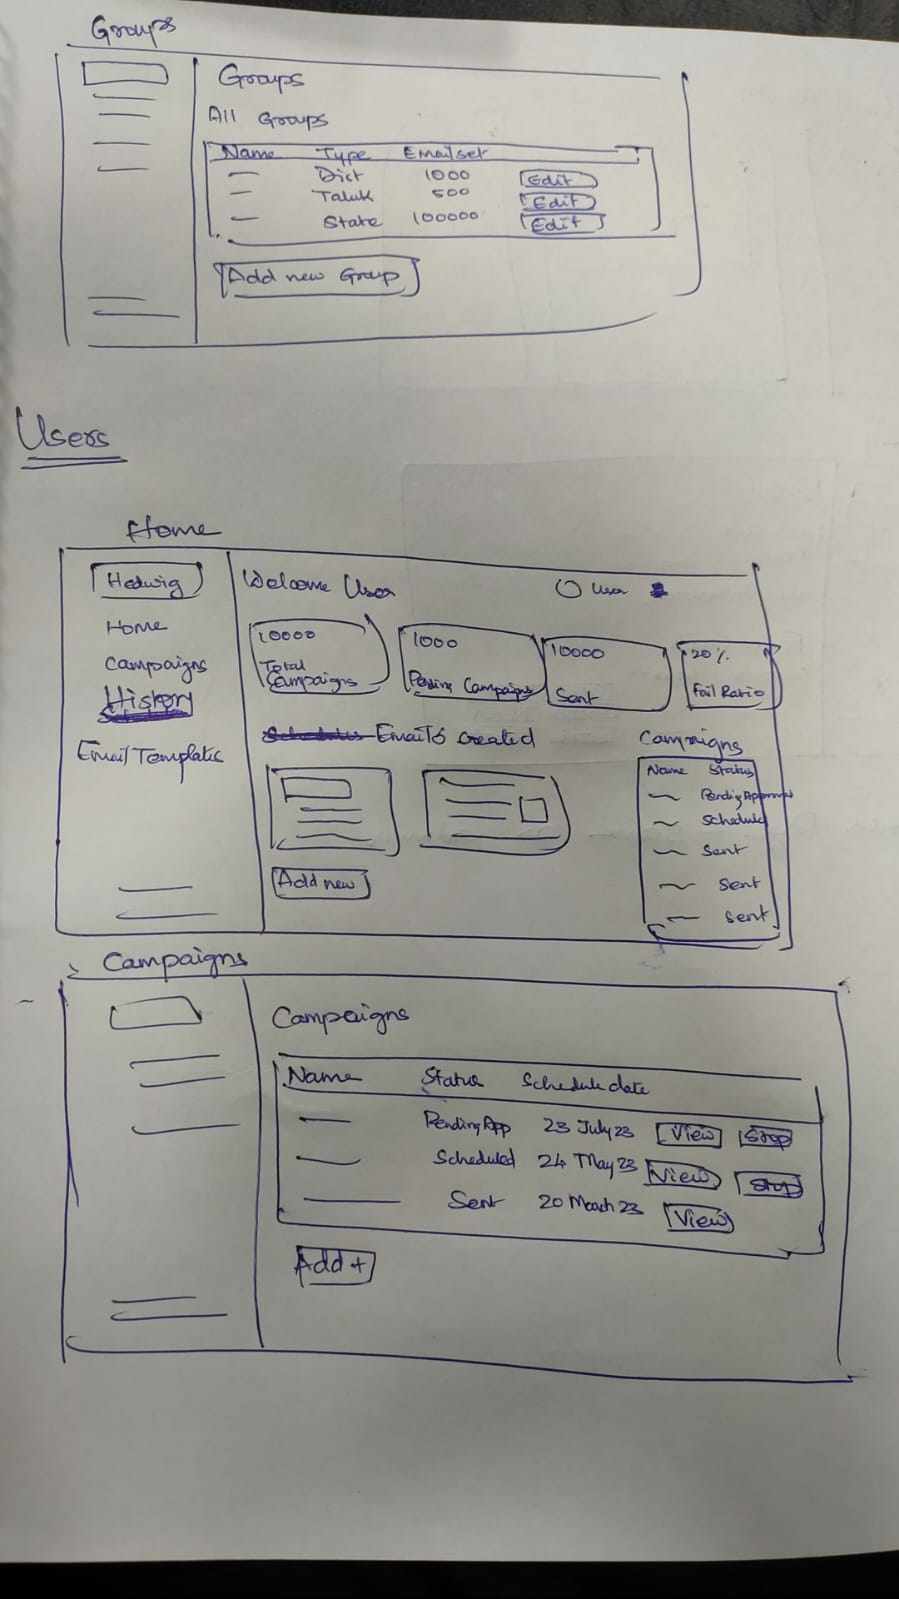 Groups
Groups
All Groups
Name Type Emailset
Dict 1000 Edit
Taluk 500 Edit
State 100000 Edit
Add new Group
Users
Home
Hedwig
Home
Campaigns
History
Email Templates
Welcome User
User
10000
Total
Campaigns
1000
Pending Campaigns
10000
Sent
20%
Fail Ratio
Emails created
Add new
Campaigns
Name Status
Pending Approval
Scheduled
Sent
Sent
Sent
Campaigns
Campaigns
Name Status Schedule date
Pending App 23 July 23 View Stop
Scheduled 24 May 23 View Stop
Sent 20 March 23 View
Add +